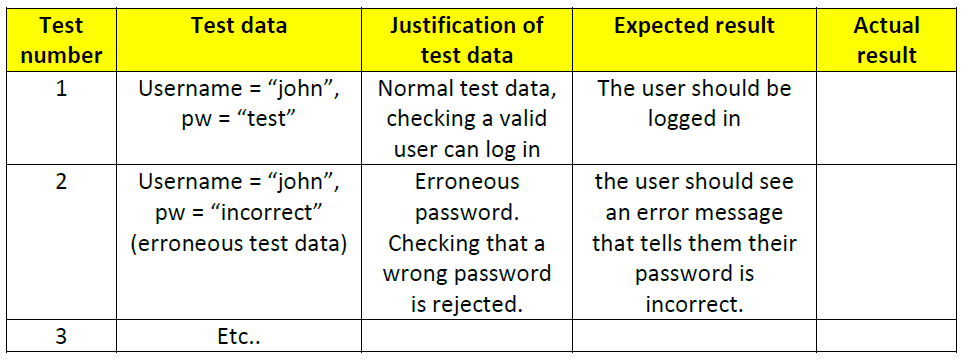 Test number
Test data
Justification of test data
Expected result
Actual result
1
Username = “john”,
pw = “test”
Normal test data,
checking a valid
user can log in
The user should be
logged in
2
Username = “john”,
pw = “incorrect”
(erroneous test data)
Erroneous
password.
Checking that a
wrong password
is rejected.
the user should see
an error message
that tells them their
password is
incorrect.
3
Etc..